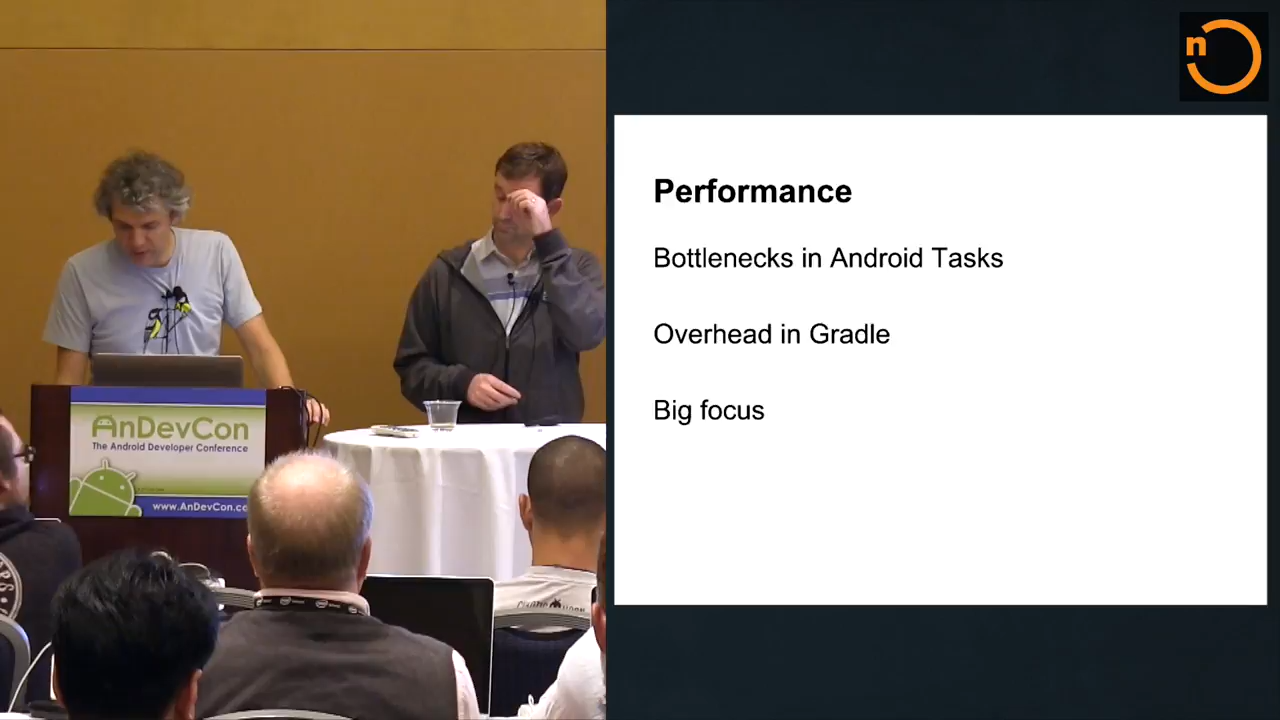 AnDevCon
The Android Developer Conference
www.AnDevCon.co
n
Performance
Bottlenecks in Android Tasks
Overhead in Gradle
Big focus